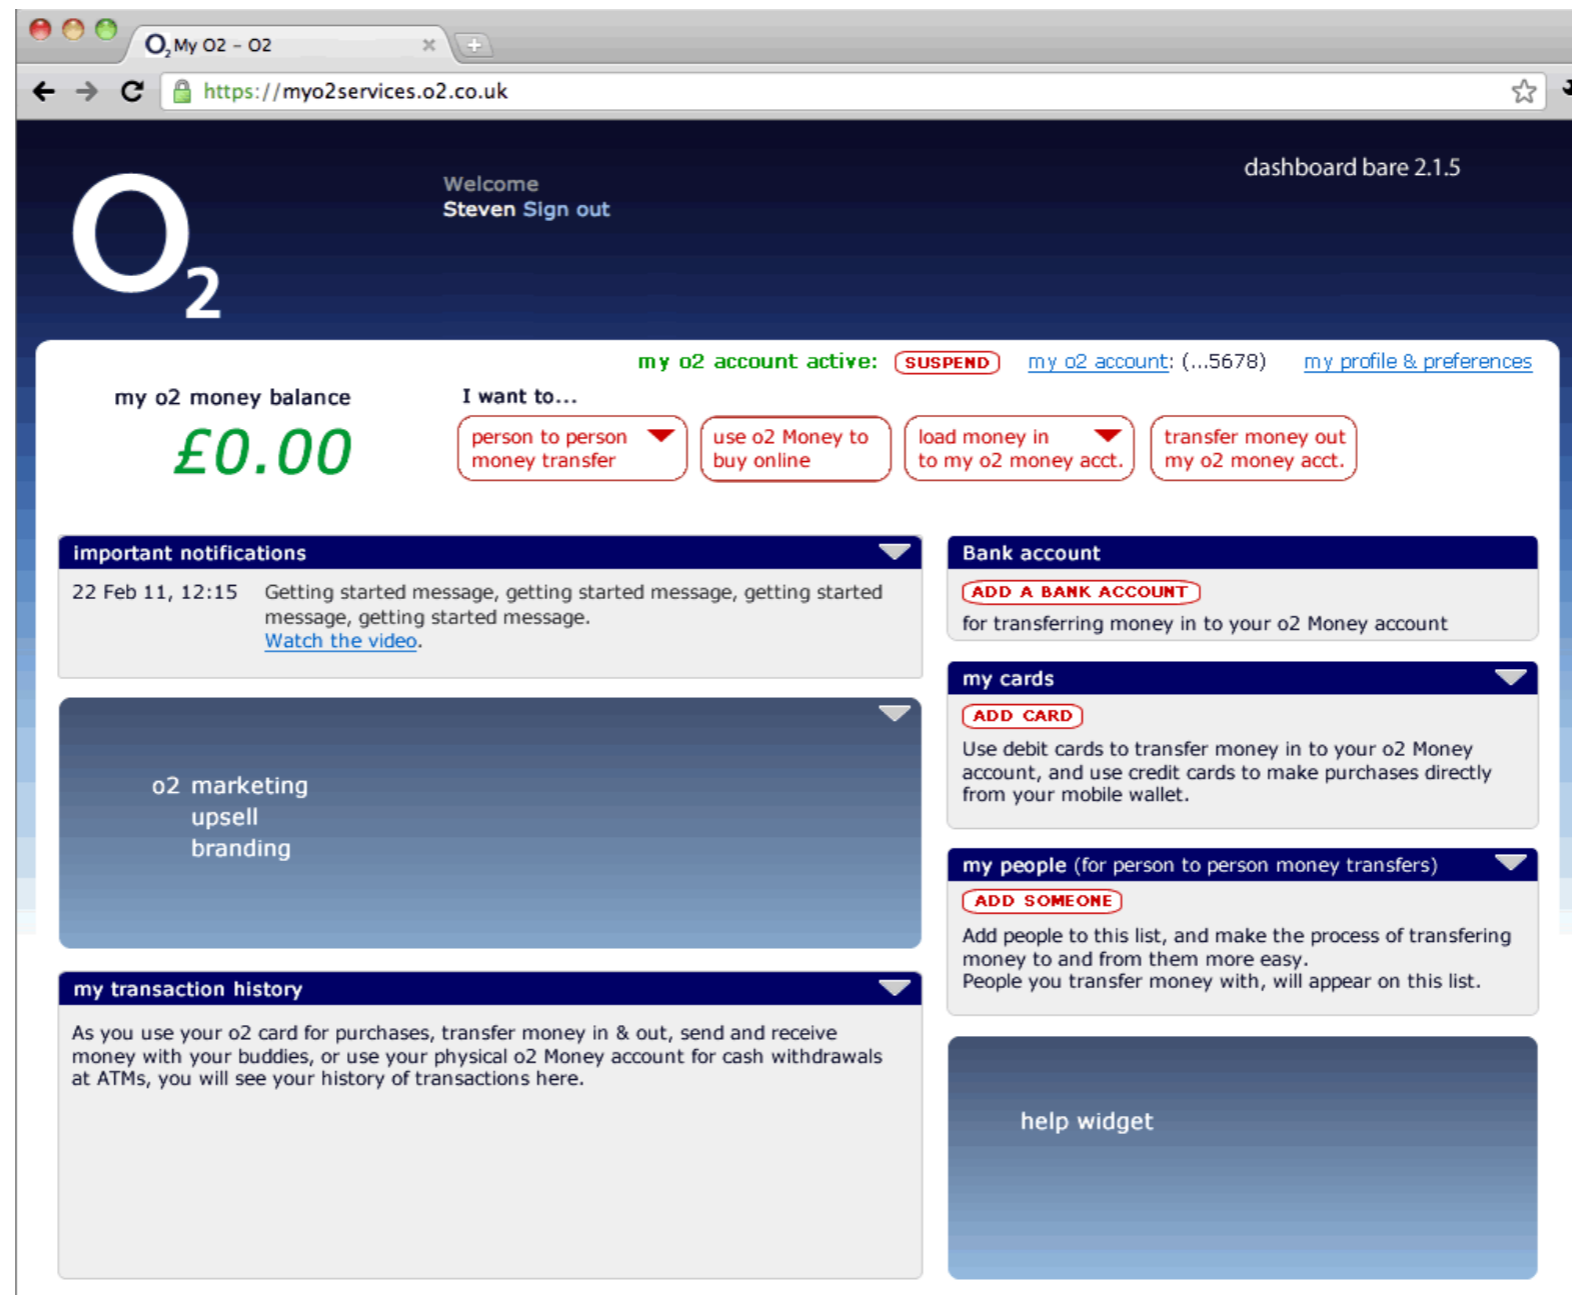 O2 My O2 – O2
https://myo2services.o2.co.uk
dashboard bare 2.1.5
Welcome
Steven Sign out
O2
my o2 account active: SUSPEND my o2 account: (...5678) my profile & preferences
my o2 money balance
£0.00
I want to...
person to person
money transfer
use o2 Money to
buy online
load money in
to my o2 money acct.
transfer money out
my o2 money acct.
important notifications
22 Feb 11, 12:15 Getting started message, getting started message, getting started
message, getting started message.
Watch the video.
o2 marketing
upsell
branding
my transaction history
As you use your o2 card for purchases, transfer money in & out, send and receive
money with your buddies, or use your physical o2 Money account for cash withdrawals
at ATMs, you will see your history of transactions here.
Bank account
ADD A BANK ACCOUNT
for transferring money in to your o2 Money account
my cards
ADD CARD
Use debit cards to transfer money in to your o2 Money
account, and use credit cards to make purchases directly
from your mobile wallet.
my people (for person to person money transfers)
ADD SOMEONE
Add people to this list, and make the process of transfering
money to and from them more easy.
People you transfer money with, will appear on this list.
help widget